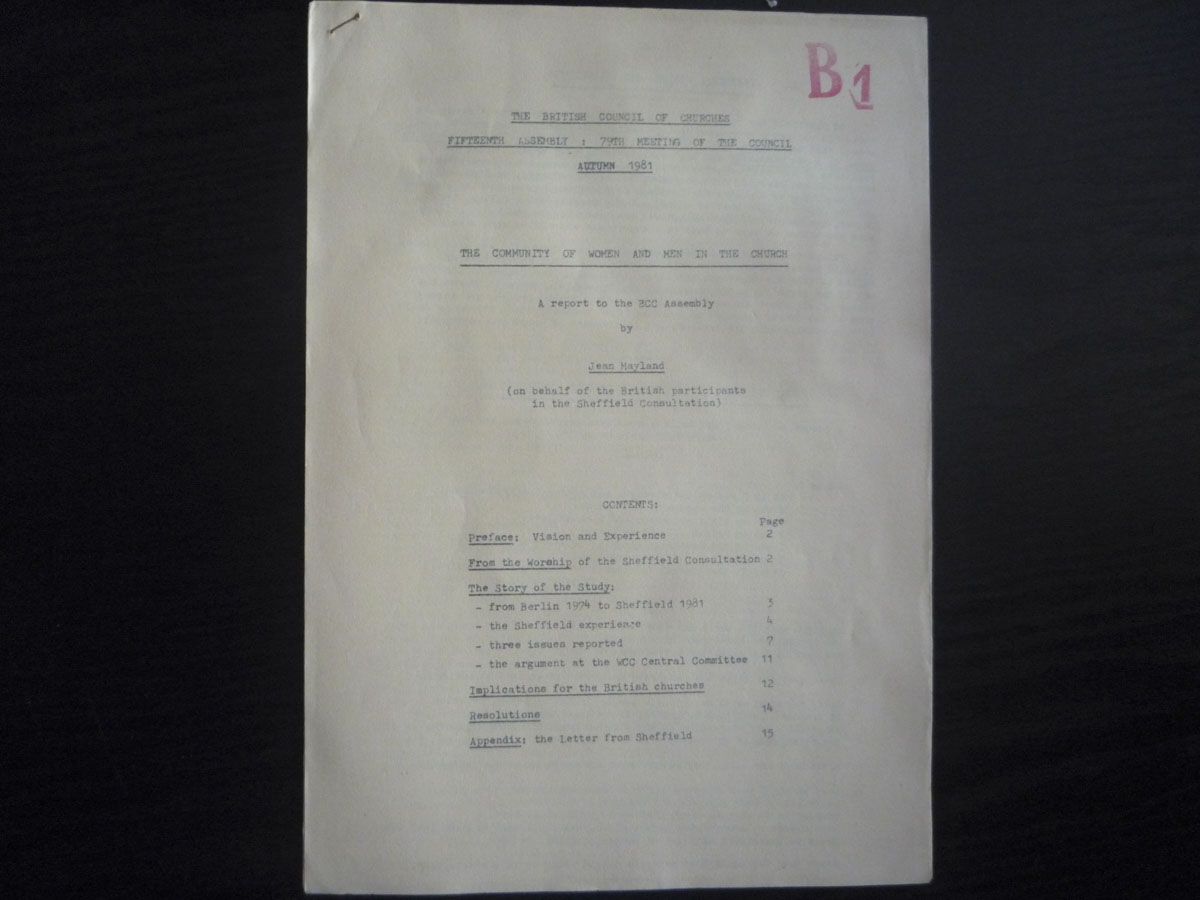 B1
THE BRITISH COUNCIL OF CHURCHES
FIFTEENTH ASSEMBLY : 79TH MEETING OF THE COUNCIL
AUTUMN 1981
THE COMMUNITY OF WOMEN AND MEN IN THE CHURCH
A report to the BCC Assembly
by
Jean Mayland
(on behalf of the British participants
in the Sheffield Consultation)
CONTENTS:
Page
Preface: Vision and Experience 2
From the Worship of the Sheffield Consultation 2
The Story of the Study:
- from Berlin 1974 to Sheffield 1981 3
- the Sheffield experience 4
- three issues reported 7
- the argument at the WCC Central Committee 11
Implications for the British churches 12
Resolutions 14
Appendix: the Letter from Sheffield 15